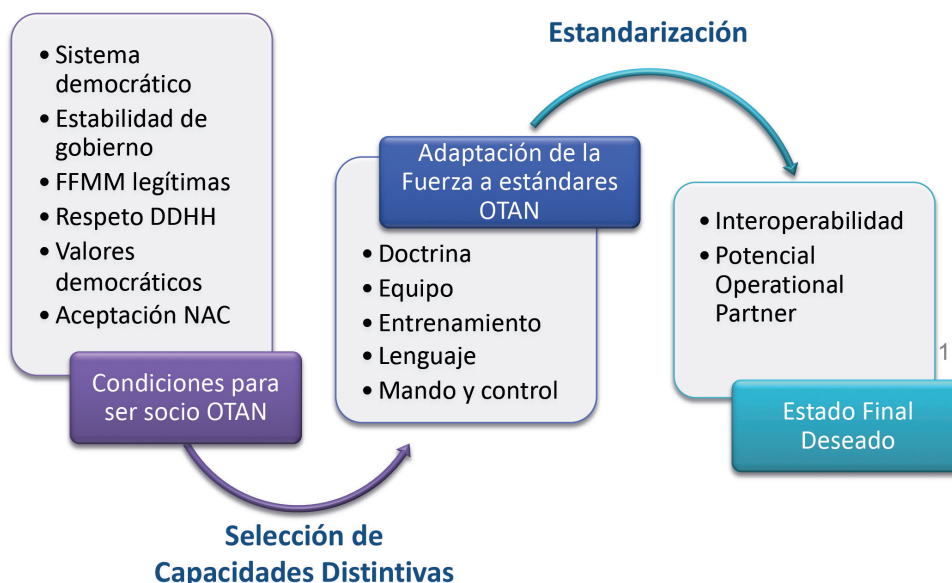 • Sistema
democrático
• Estabilidad de
gobierno
• FFMM legítimas
• Respeto DDHH
• Valores
democráticos
• Aceptación NAC
Condiciones para
ser socio OTAN
Selección de
Capacidades Distintivas
Adaptación de la
Fuerza a estándares
OTAN
• Doctrina
• Equipo
• Entrenamiento
• Lenguaje
• Mando y control
Estandarización
• Interoperabilidad
• Potencial
Operational
Partner
1
Estado Final
Deseado